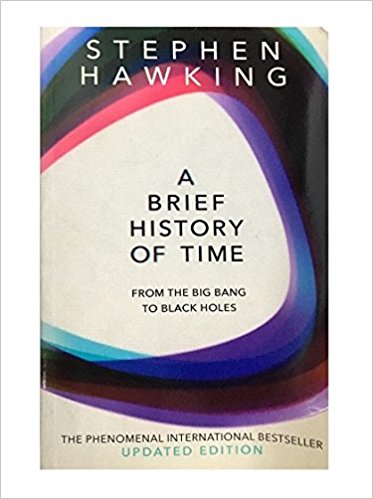 STEPHEN
HAWKING
A
BRIEF
HISTORY
OF TIME
FROM THE BIG BANG
TO BLACK HOLES
THE PHENOMENAL INTERNATIONAL BESTSELLER
UPDATED EDITION